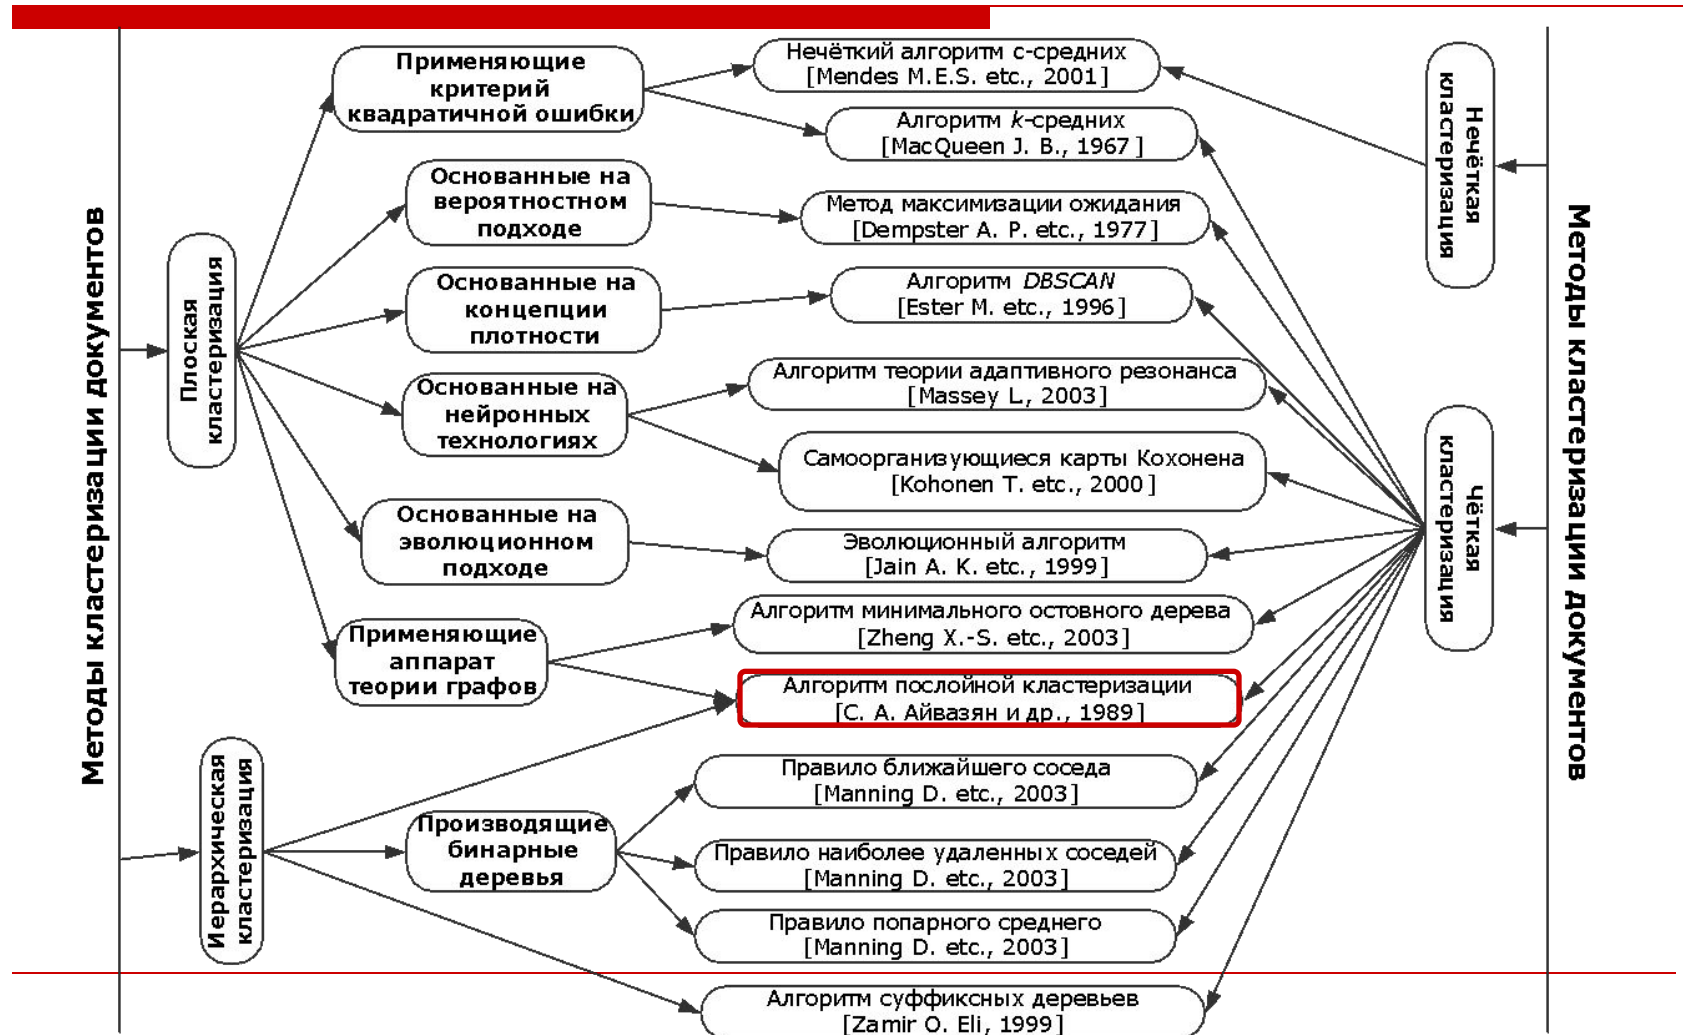 Методы кластеризации документов
Плоская
кластеризация
Иерархическая
кластеризация
Применяющие
критерий
квадратичной ошибки
Основанные на
вероятностном
подходе
Основанные на
концепции
плотности
Основанные на
нейронных
технологиях
Основанные на
эволюционном
подходе
Применяющие
аппарат
теории графов
Производящие
бинарные
деревья
Нечёткий алгоритм c-средних
[Mendes M.E.S. etc., 2001]
Алгоритм k-средних
[MacQueen J. B., 1967]
Метод максимизации ожидания
[Dempster A. P. etc., 1977]
Алгоритм DBSCAN
[Ester M. etc., 1996]
Алгоритм теории адаптивного резонанса
[Massey L., 2003]
Самоорганизующиеся карты Кохонена
[Kohonen T. etc., 2000]
Эволюционный алгоритм
[Jain A. K. etc., 1999]
Алгоритм минимального остовного дерева
[Zheng X.-S. etc., 2003]
Алгоритм послойной кластеризации
[С. А. Айвазян и др., 1989]
Правило ближайшего соседа
[Manning D. etc., 2003]
Правило наиболее удаленных соседей
[Manning D. etc., 2003]
Правило попарного среднего
[Manning D. etc., 2003]
Алгоритм суффиксных деревьев
[Zamir O. Eli, 1999]
Нечёткая
кластеризация
Чёткая
кластеризация
Методы кластеризации документов